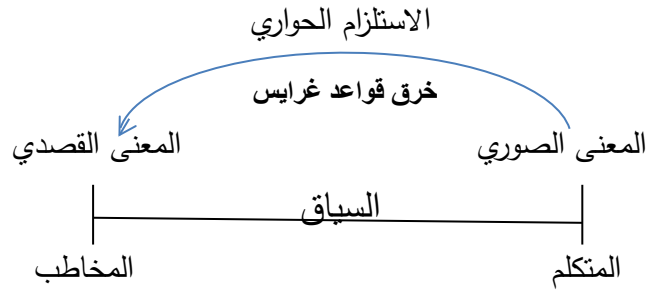 الاستلزام الحواري
خرق قواعد غرايس
المعنى الصوري
المعنى القصدي
السياق
المتكلم
المخاطب